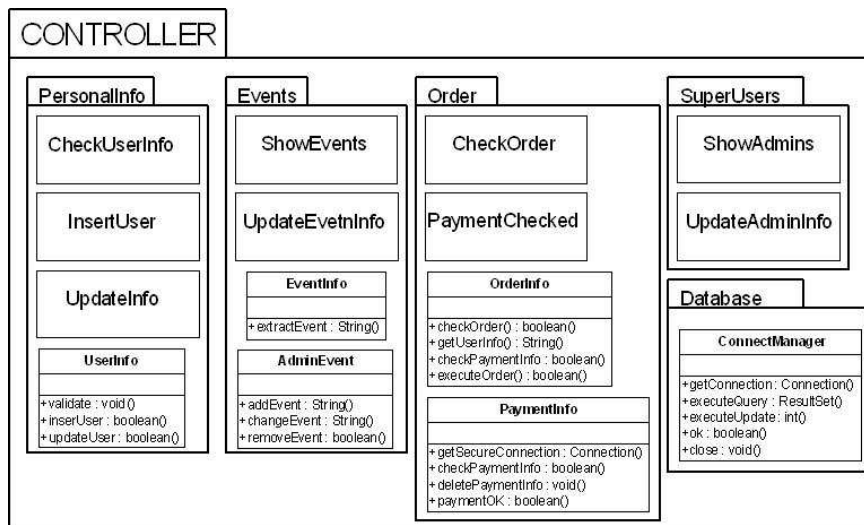 CONTROLLER
PersonalInfo
CheckUserInfo
InsertUser
UpdateInfo
UserInfo
+validate : void()
+inserUser : boolean()
+updateUser : boolean()
Events
ShowEvents
UpdateEvetnInfo
EventInfo
+extractEvent : String()
AdminEvent
+addEvent : String()
+changeEvent : String()
+removeEvent : boolean()
Order
CheckOrder
PaymentChecked
OrderInfo
+checkOrder() : boolean()
+getUserInfo() : String()
+checkPaymentInfo : boolean()
+executeOrder() : boolean()
PaymentInfo
+getSecureConnection : Connection()
+checkPaymentInfo : boolean()
+deletePaymentInfo : void()
+paymentOK : boolean()
SuperUsers
ShowAdmins
UpdateAdminInfo
Database
ConnectManager
+getConnection : Connection()
+executeQuery : ResultSet()
+executeUpdate : int()
+ok : boolean()
+close : void()